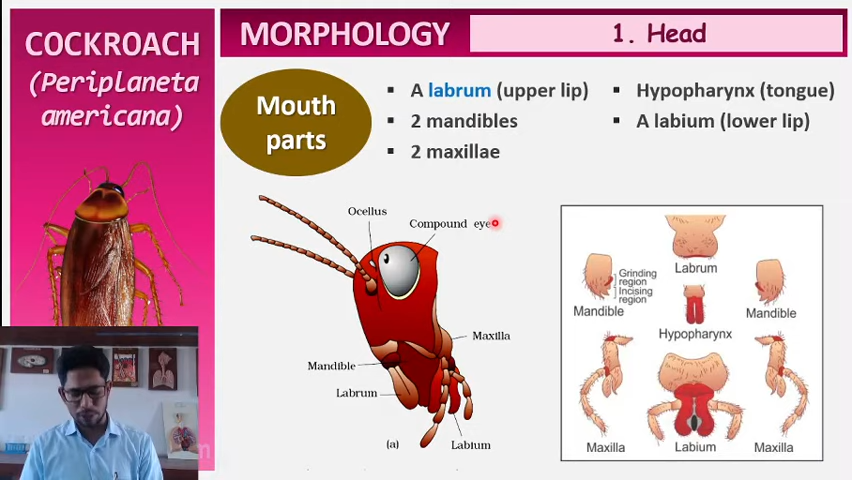 COCKROACH
(Periplaneta
americana)
MORPHOLOGY
1. Head
Mouth
parts
▪ A labrum (upper lip)
▪ 2 mandibles
▪ 2 maxillae
▪ Hypopharynx (tongue)
▪ A labium (lower lip)
Ocellus
Compound eye
Maxilla
Mandible
Labrum
Labium
(a)
Labrum
Grinding
region
Incising
region
Mandible
Mandible
Hypopharynx
Maxilla
Labium
Maxilla